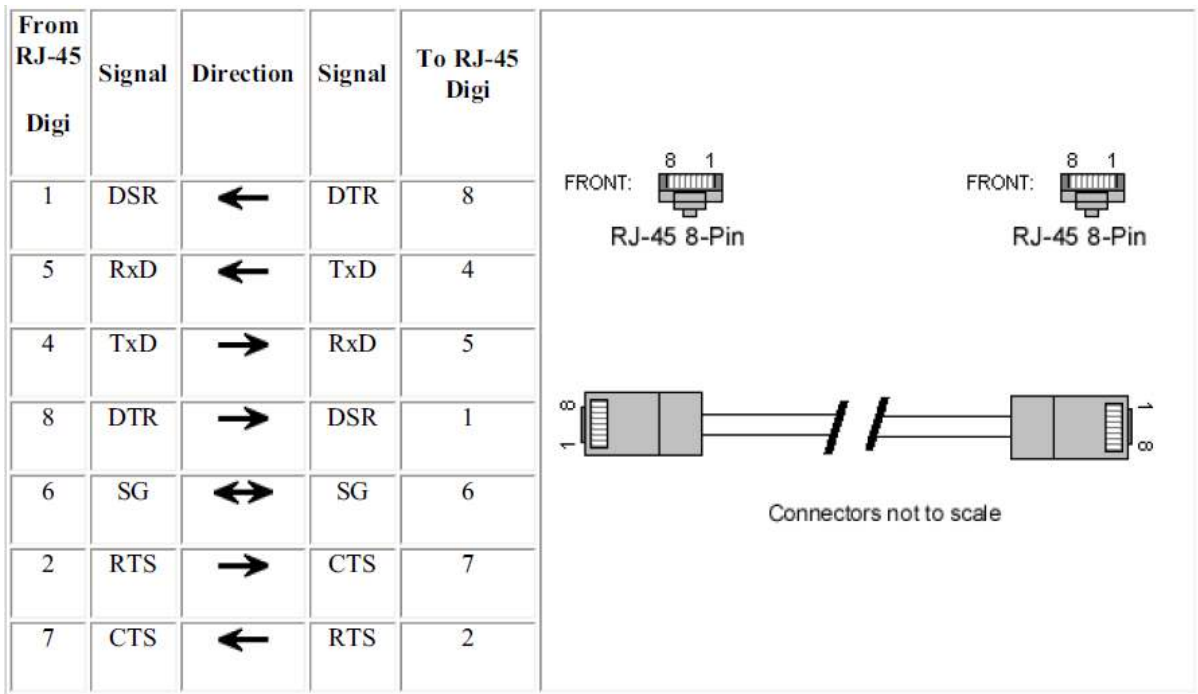 From RJ-45 Digi Signal Direction Signal To RJ-45 Digi
1 DSR DTR 8
5 RxD TxD 4
4 TxD RxD 5
8 DTR DSR 1
6 SG SG 6
2 RTS CTS 7
7 CTS RTS 2
8 1
FRONT:
RJ-45 8-Pin
8 1
FRONT:
RJ-45 8-Pin
8
1
1
8
Connectors not to scale